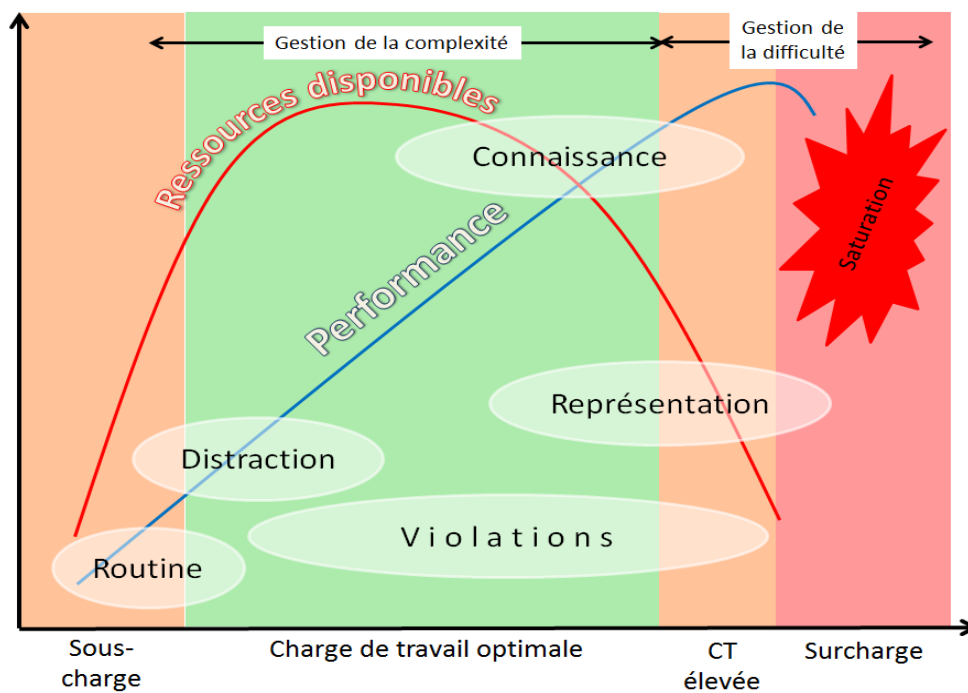 Gestion de la complexité
Gestion de
la difficulté
Ressources disponibles
Connaissance
Performance
Saturation
Représentation
Distraction
Violations
Routine
Sous-
charge
Charge de travail optimale
CT
élevée
Surcharge